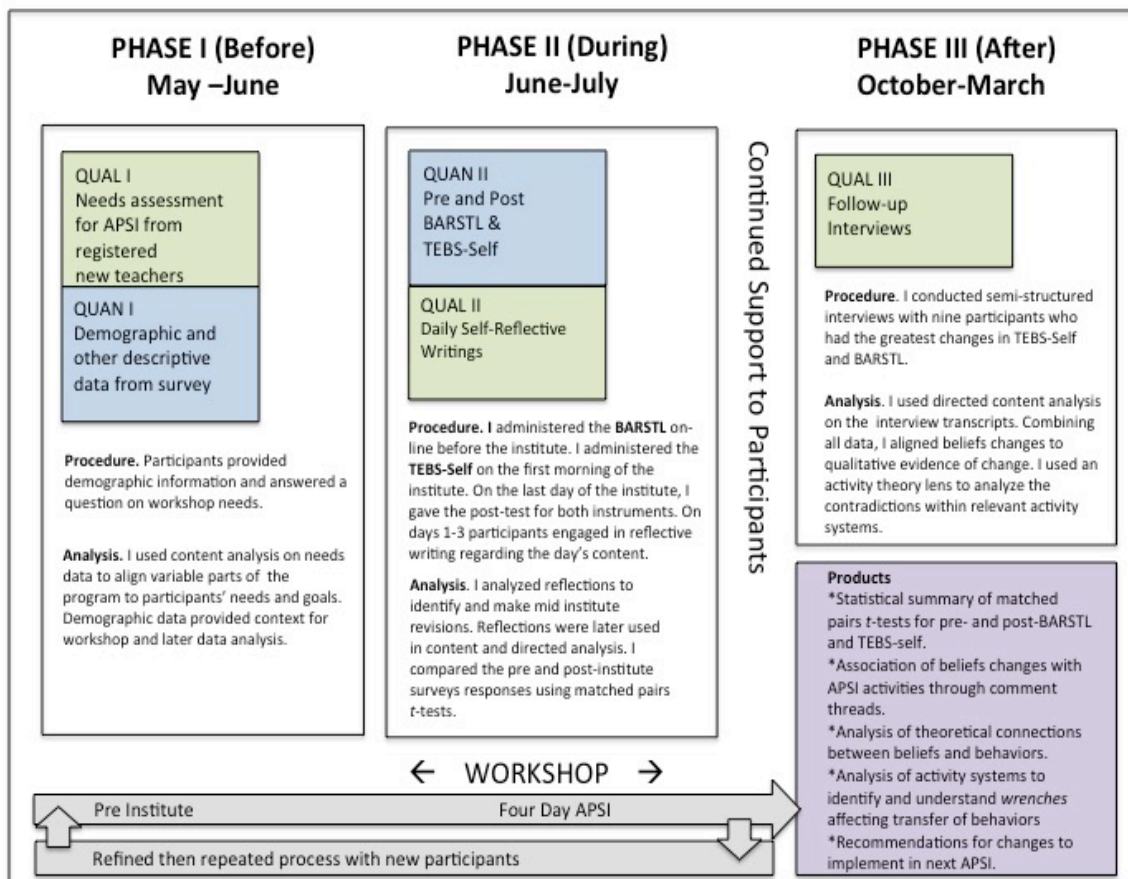 PHASE I (Before)
May –June
QUAL I
Needs assessment
for APSI from
registered
new teachers
QUAN I
Demographic and
other descriptive
data from survey
Procedure. Participants provided
demographic information and answered a
question on workshop needs.
Analysis. I used content analysis on needs
data to align variable parts of the
program to participants' needs and goals.
Demographic data provided context for
workshop and later data analysis.
PHASE II (During)
June-July
QUAN II
Pre and Post
BARSTL &
TEBS-Self
QUAL II
Daily Self-Reflective
Writings
Procedure. I administered the BARSTL on-
line before the institute. I administered the
TEBS-Self on the first morning of the
institute. On the last day of the institute, I
gave the post-test for both instruments. On
days 1-3 participants engaged in reflective
writing regarding the day's content.
Analysis. I analyzed reflections to
identify and make mid institute
revisions. Reflections were later used
in content and directed analysis. I
compared the pre and post-institute
surveys responses using matched pairs
t-tests.
Continued Support to Participants
PHASE III (After)
October-March
QUAL III
Follow-up
Interviews
Procedure. I conducted semi-structured
interviews with nine participants who
had the greatest changes in TEBS-Self
and BARSTL.
Analysis. I used directed content analysis
on the interview transcripts. Combining
all data, I aligned beliefs changes to
qualitative evidence of change. I used an
activity theory lens to analyze the
contradictions within relevant activity
systems.
Products
*Statistical summary of matched
pairs t-tests for pre- and post-BARSTL
and TEBS-self.
*Association of beliefs changes with
APSI activities through comment
threads.
*Analysis of theoretical connections
between beliefs and behaviors.
*Analysis of activity systems to
identify and understand wrenches
affecting transfer of behaviors
*Recommendations for changes to
implement in next APSI.
← WORKSHOP →
Pre Institute Four Day APSI
Refined then repeated process with new participants